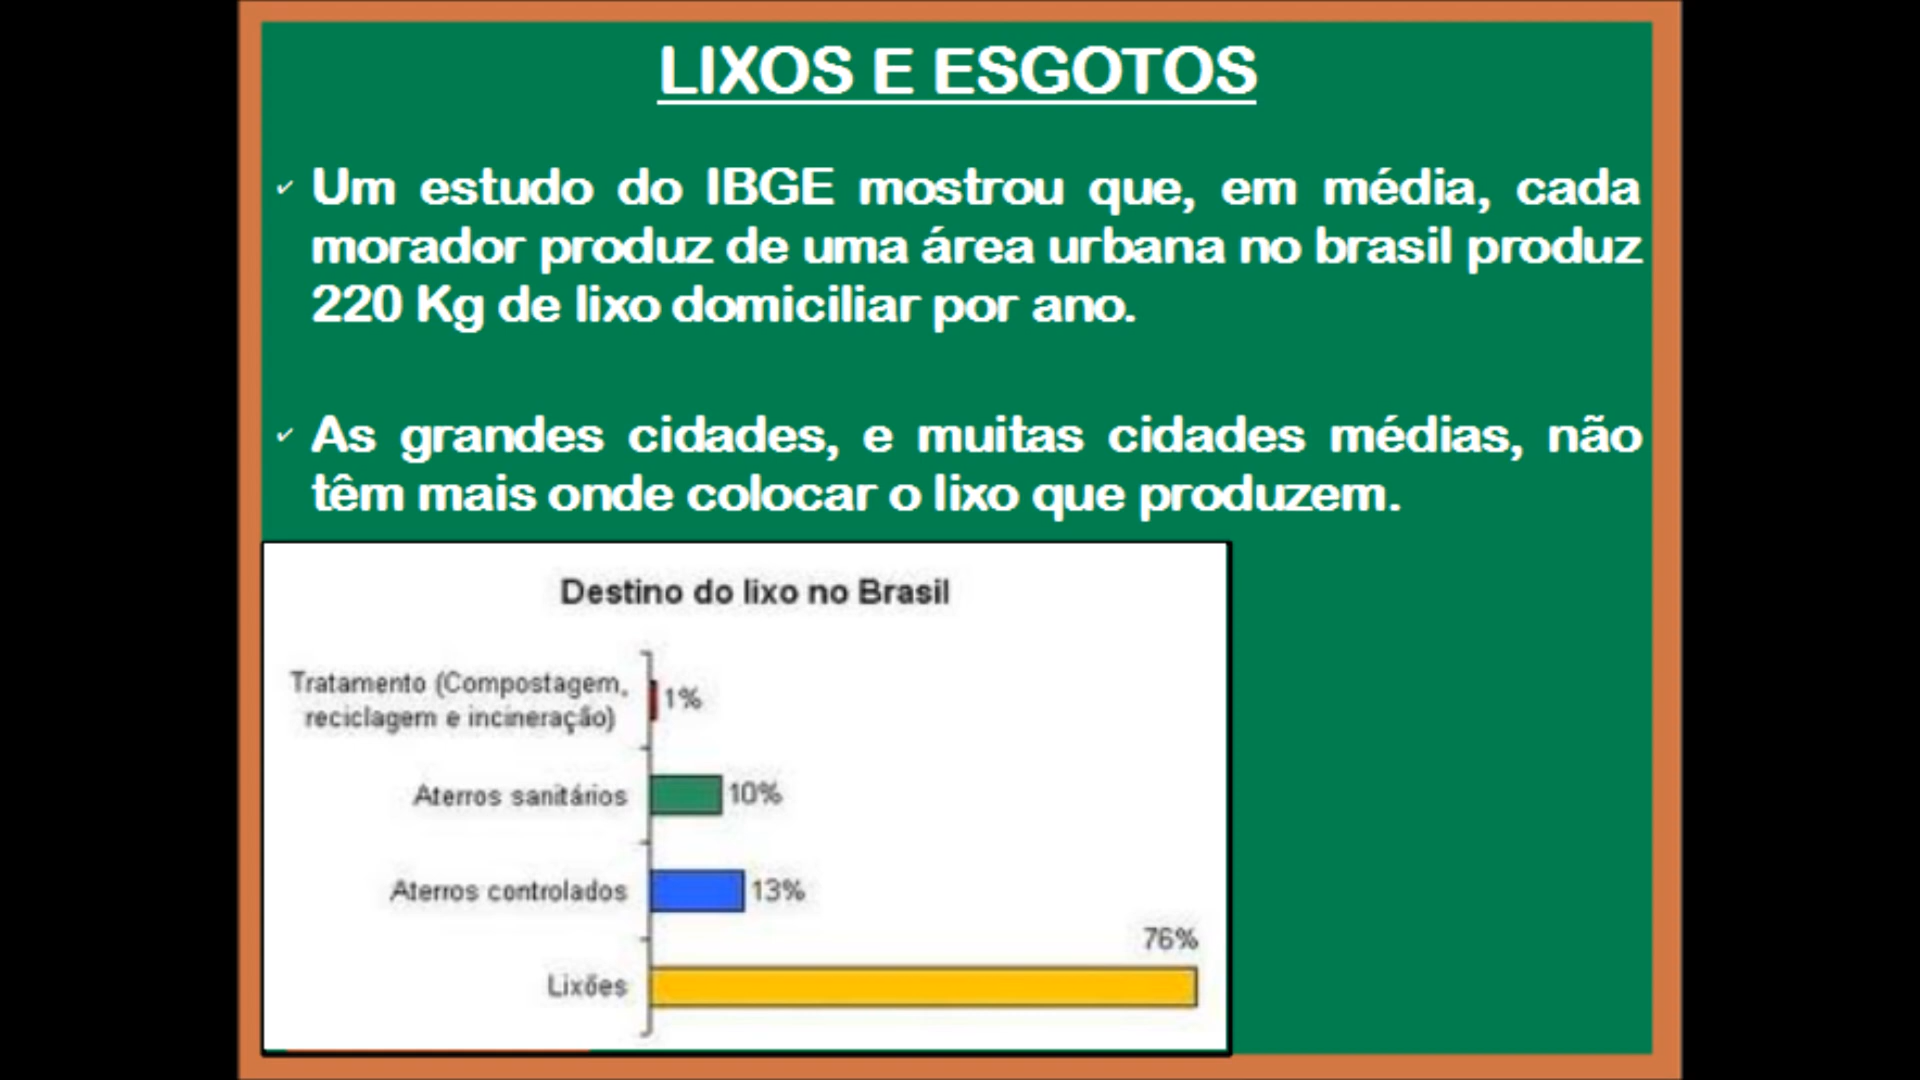 LIXOS E ESGOTOS
✓ Um estudo do IBGE mostrou que, em média, cada
morador produz de uma área urbana no brasil produz
220 Kg de lixo domiciliar por ano.
✓ As grandes cidades, e muitas cidades médias, não
têm mais onde colocar o lixo que produzem.
Destino do lixo no Brasil
Tratamento (Compostagem,
reciclagem e incineração)
1%
Aterros sanitários
10%
Aterros controlados
13%
76%
Lixões